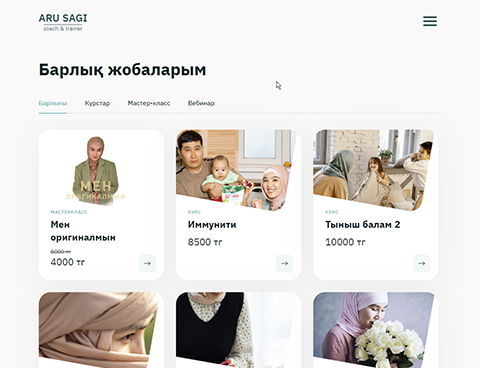 ARU SAGI
coach & trainer
Барлық жобаларым
Барлығы Курстар Мастер-класс Вебинар
МЕН
ОРИГИНАЛМЫН
МАСТЕР-КЛАСС
Мен
оригиналмын
8000 тг
4000 тг
КУРС
Иммунити
8500 тг
КУРС
Тыныш балам 2
10000 тг